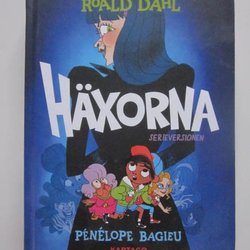 ROALD DAHL
HÄXORNA
SERIEVERSIONEN
PÉNÉLOPE BAGIEU
KARTAGO